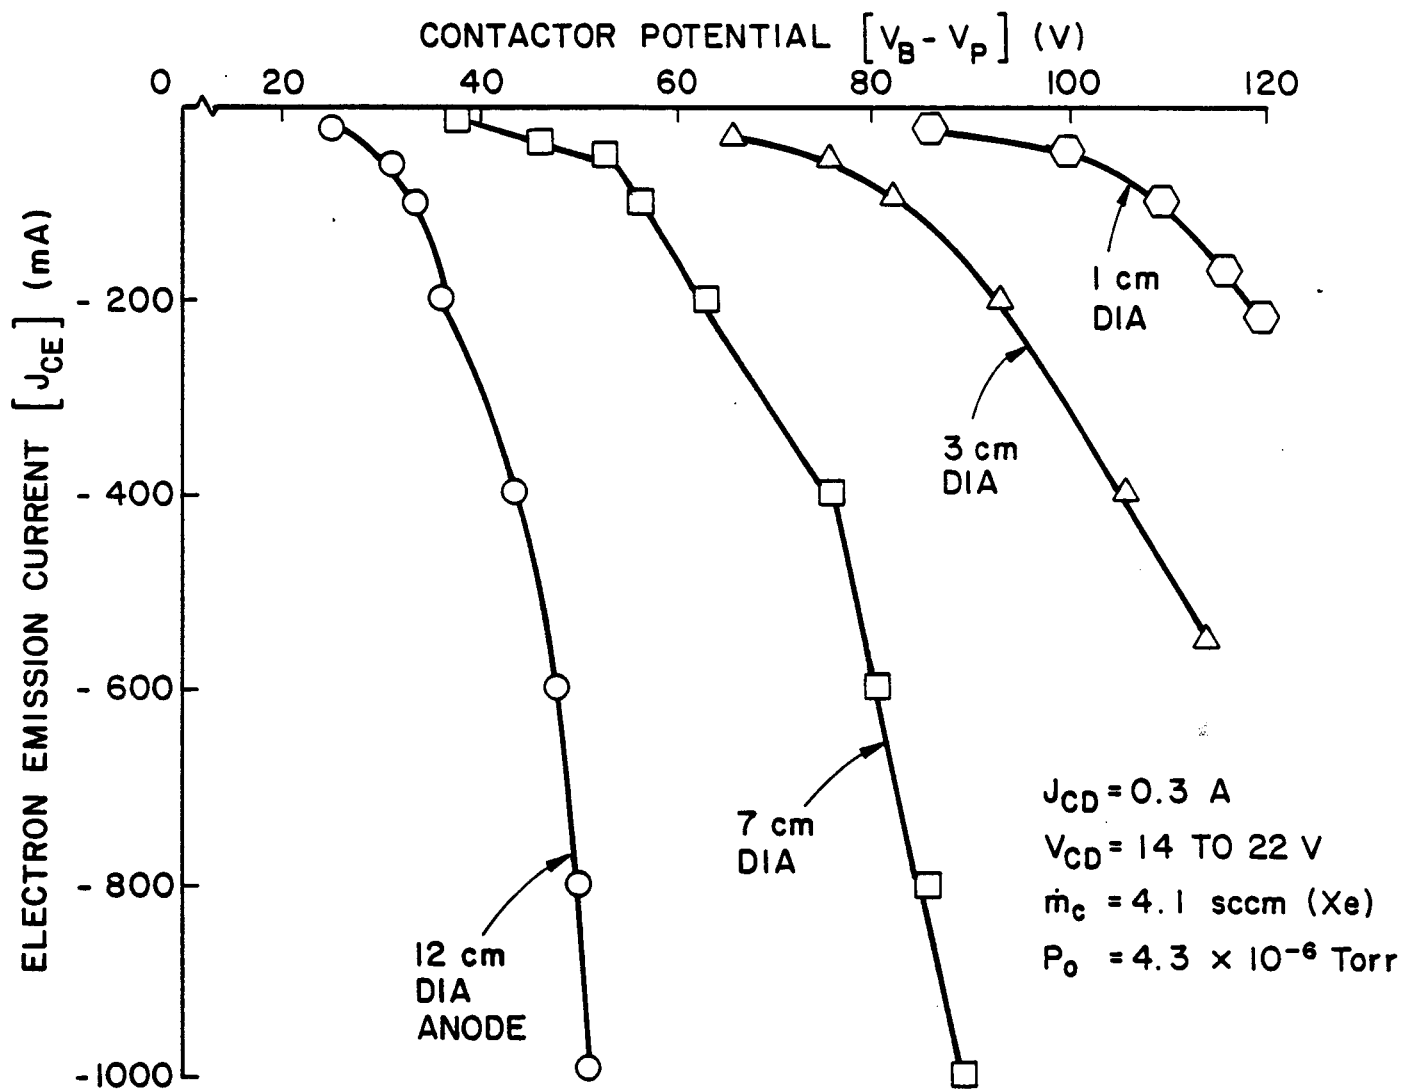 CONTACTOR POTENTIAL [V_B - V_P] (V)
0 20 40 60 80 100 120
ELECTRON EMISSION CURRENT [J_CE] (mA)
- 200
- 400
- 600
- 800
-1000
1 cm
DIA
3 cm
DIA
7 cm
DIA
12 cm
DIA
ANODE
J_CD = 0.3 A
V_CD = 14 TO 22 V
ṁ_c = 4.1 sccm (Xe)
P_o = 4.3 × 10⁻⁶ Torr